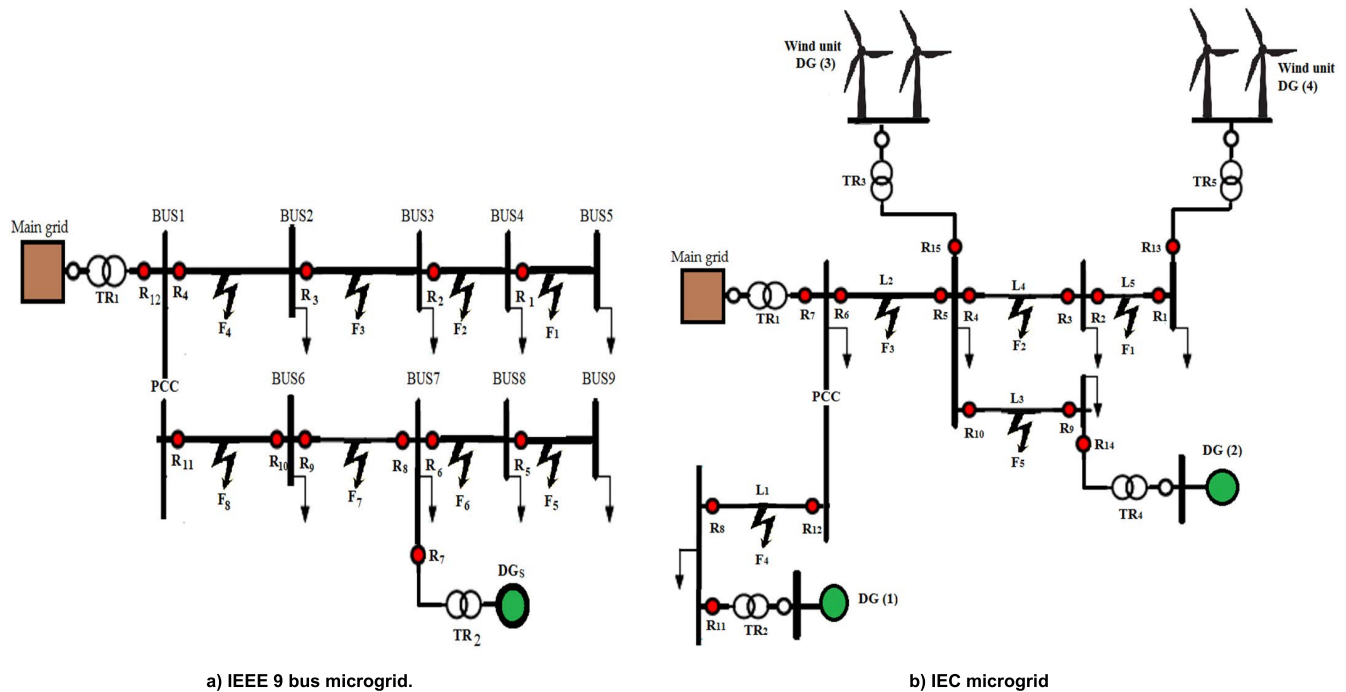 Main grid
TR1
R12
BUS1
R4
F4
BUS2
R3
F3
BUS3
R2
F2
BUS4
R1
F1
BUS5
PCC
R11
F8
BUS6
R10
R9
F7
BUS7
R8
R6
F6
BUS8
R5
F5
BUS9
R7
DGS
TR2
a) IEEE 9 bus microgrid.
Wind unit
DG (3)
TR3
R15
Wind unit
DG (4)
TR5
R13
Main grid
TR1
R7
R6
L2
F3
R5
R4
L4
F2
R3
R2
L5
F1
R1
PCC
R10
L3
F5
R9
R14
DG (2)
TR4
R8
L1
F4
R12
R11
TR2
DG (1)
b) IEC microgrid